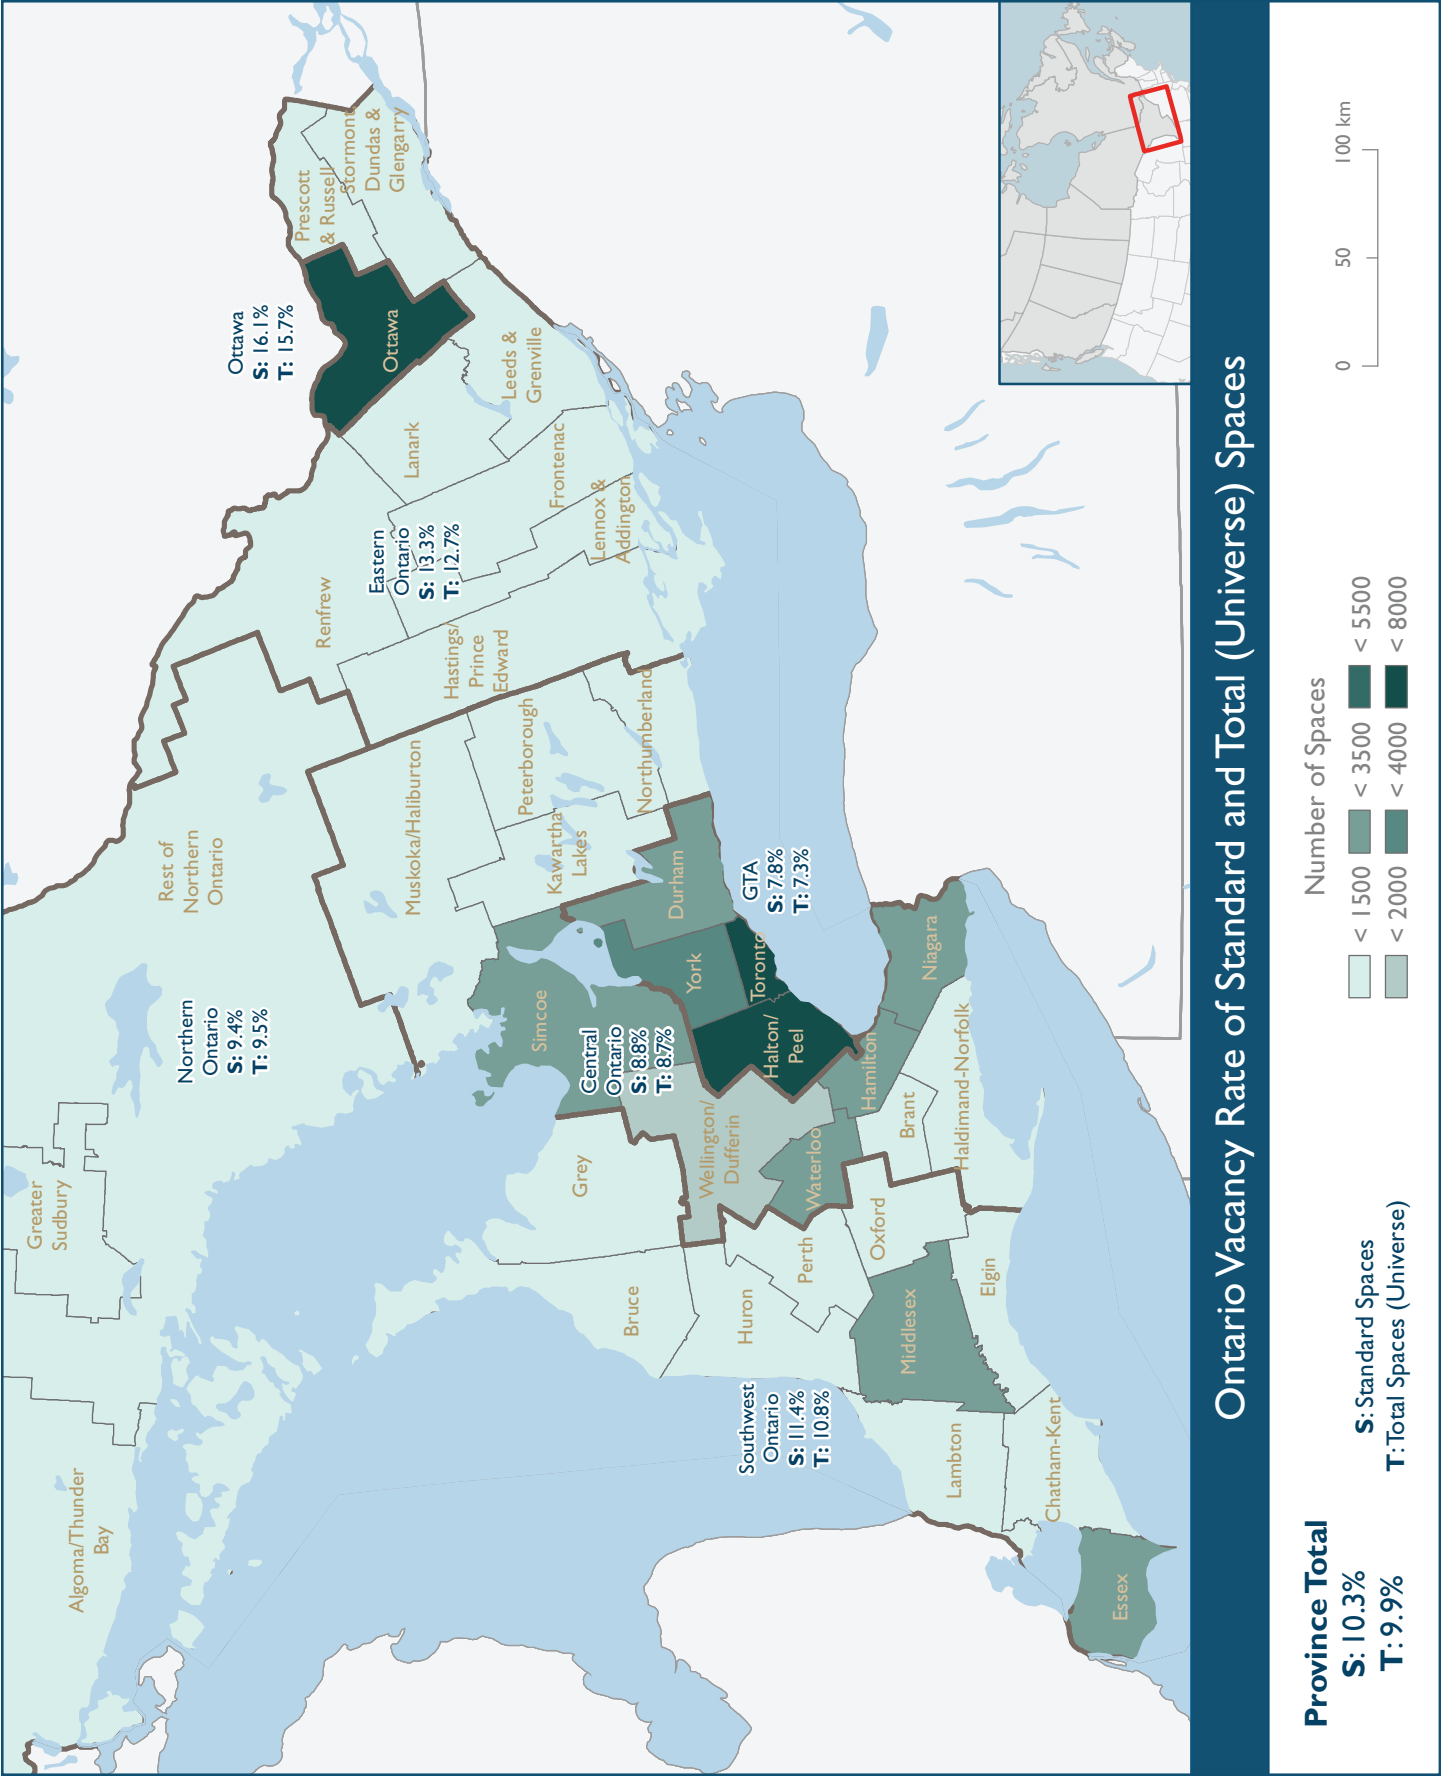 Algoma/Thunder
Bay
Greater
Sudbury
Northern
Ontario
S: 9.4%
T: 9.5%
Rest of
Northern
Ontario
Renfrew
Ottawa
S: 16.1%
T: 15.7%
Ottawa
Prescott
& Russell
Stormont
Dundas &
Glengarry
Eastern
Ontario
S: 13.3%
T: 12.7%
Lanark
Leeds &
Grenville
Frontenac
Lennox &
Addington
Hastings/
Prince
Edward
Muskoka/Haliburton
Peterborough
Northumberland
Kawartha
Lakes
Durham
GTA
S: 7.8%
T: 7.3%
York
Toronto
Simcoe
Central
Ontario
S: 8.8%
T: 8.7%
Halton/
Peel
Niagara
Hamilton
Grey
Wellington/
Dufferin
Waterloo
Brant
Haldimand-Norfolk
Bruce
Huron
Perth
Oxford
Middlesex
Elgin
Southwest
Ontario
S: 11.4%
T: 10.8%
Lambton
Chatham-Kent
Essex
Ontario Vacancy Rate of Standard and Total (Universe) Spaces
Province Total
S: 10.3%
T: 9.9%
S: Standard Spaces
T: Total Spaces (Universe)
Number of Spaces
< 1500 < 3500 < 5500
< 2000 < 4000 < 8000
0 50 100 km